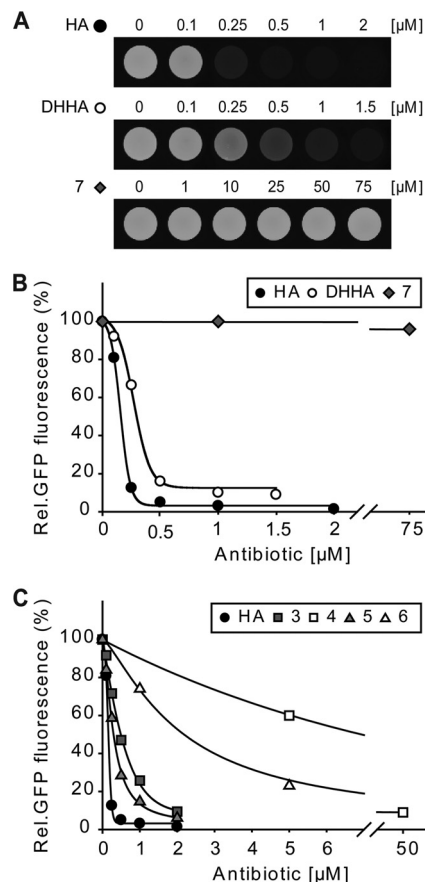 A
HA 0 0.1 0.25 0.5 1 2 [µM]
DHHA 0 0.1 0.25 0.5 1 1.5 [µM]
7 0 1 10 25 50 75 [µM]
B
HA DHHA 7
Rel.GFP fluorescence (%)
100
80
60
40
20
0
0 0.5 1 1.5 2 75
Antibiotic [µM]
C
HA 3 4 5 6
Rel.GFP fluorescence (%)
100
80
60
40
20
0
0 1 2 3 4 5 6 50
Antibiotic [µM]